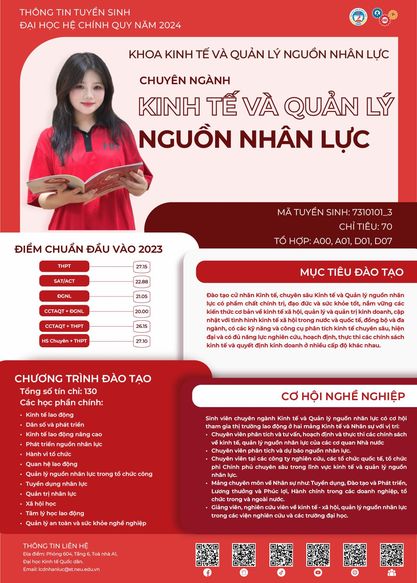 THÔNG TIN TUYỂN SINH
ĐẠI HỌC HỆ CHÍNH QUY NĂM 2024
KHOA KINH TẾ VÀ QUẢN LÝ NGUỒN NHÂN LỰC
CHUYÊN NGÀNH
KINH TẾ VÀ QUẢN LÝ
NGUỒN NHÂN LỰC
MÃ TUYỂN SINH: 7310101_3
CHỈ TIÊU: 70
TỔ HỢP: A00, A01, D01, D07
ĐIỂM CHUẨN ĐẦU VÀO 2023
THPT 27.15
SAT/ACT 22.88
ĐGNL 21.05
CCTAQT + ĐGNL 20.00
CCTAQT + THPT 26.15
HS Chuyên + THPT 27.10
MỤC TIÊU ĐÀO TẠO
Đào tạo cử nhân Kinh tế, chuyên sâu Kinh tế và Quản lý nguồn nhân
lực có phẩm chất chính trị, đạo đức và sức khỏe tốt, nắm vững các
kiến thức cơ bản về kinh tế xã hội, quản lý và quản trị kinh doanh, cập
nhật với tình hình kinh tế xã hội trong nước và quốc tế, đồng bộ và đa
ngành, có các kỹ năng và công cụ phân tích kinh tế chuyên sâu, hiện
đại và có đủ năng lực nghiên cứu, hoạch định, thực thi các chính sách
kinh tế và quyết định kinh doanh ở nhiều cấp độ khác nhau.
CHƯƠNG TRÌNH ĐÀO TẠO
Tổng số tín chỉ: 130
Các học phần chính:
• Kinh tế lao động
• Dân số và phát triển
• Kinh tế lao động nâng cao
• Phát triển nguồn nhân lực
• Hành vi tổ chức
• Quan hệ lao động
• Quản lý nguồn nhân lực trong tổ chức công
• Tuyển dụng nhân lực
• Quản trị nhân lực
• Xã hội học
• Tâm lý học lao động
• Quản lý an toàn và sức khỏe nghề nghiệp
CƠ HỘI NGHỀ NGHIỆP
Sinh viên chuyên ngành Kinh tế và Quản lý nguồn nhân lực có cơ hội
tham gia thị trường lao động ở hai mảng Kinh tế và Nhân sự với vị trí:
• Chuyên viên phân tích và tư vấn, hoạch định và thực thi các chính sách
về kinh tế, quản lý nguồn nhân lực của các cơ quan Nhà nước
• Chuyên viên phân tích và dự báo nguồn nhân lực.
• Chuyên viên tại các công ty nghiên cứu, các tổ chức quốc tế, tổ chức
phi Chính phủ chuyên sâu trong lĩnh vực kinh tế và quản lý nguồn
nhân lực.
• Mảng chuyên môn về Nhân sự như Tuyển dụng, Đào tạo và Phát triển,
Lương thưởng và Phúc lợi, Hành chính trong các doanh nghiệp, tổ
chức trong và ngoài nước.
• Giảng viên, nghiên cứu viên về kinh tế - xã hội, quản lý nguồn nhân lực
trong các viện nghiên cứu và các trường đại học.
THÔNG TIN LIÊN HỆ
Địa điểm: Phòng 604, Tầng 6, Toà nhà A1,
Đại học Kinh tế Quốc dân.
Email: lcdnhanluc@st.neu.edu.vn